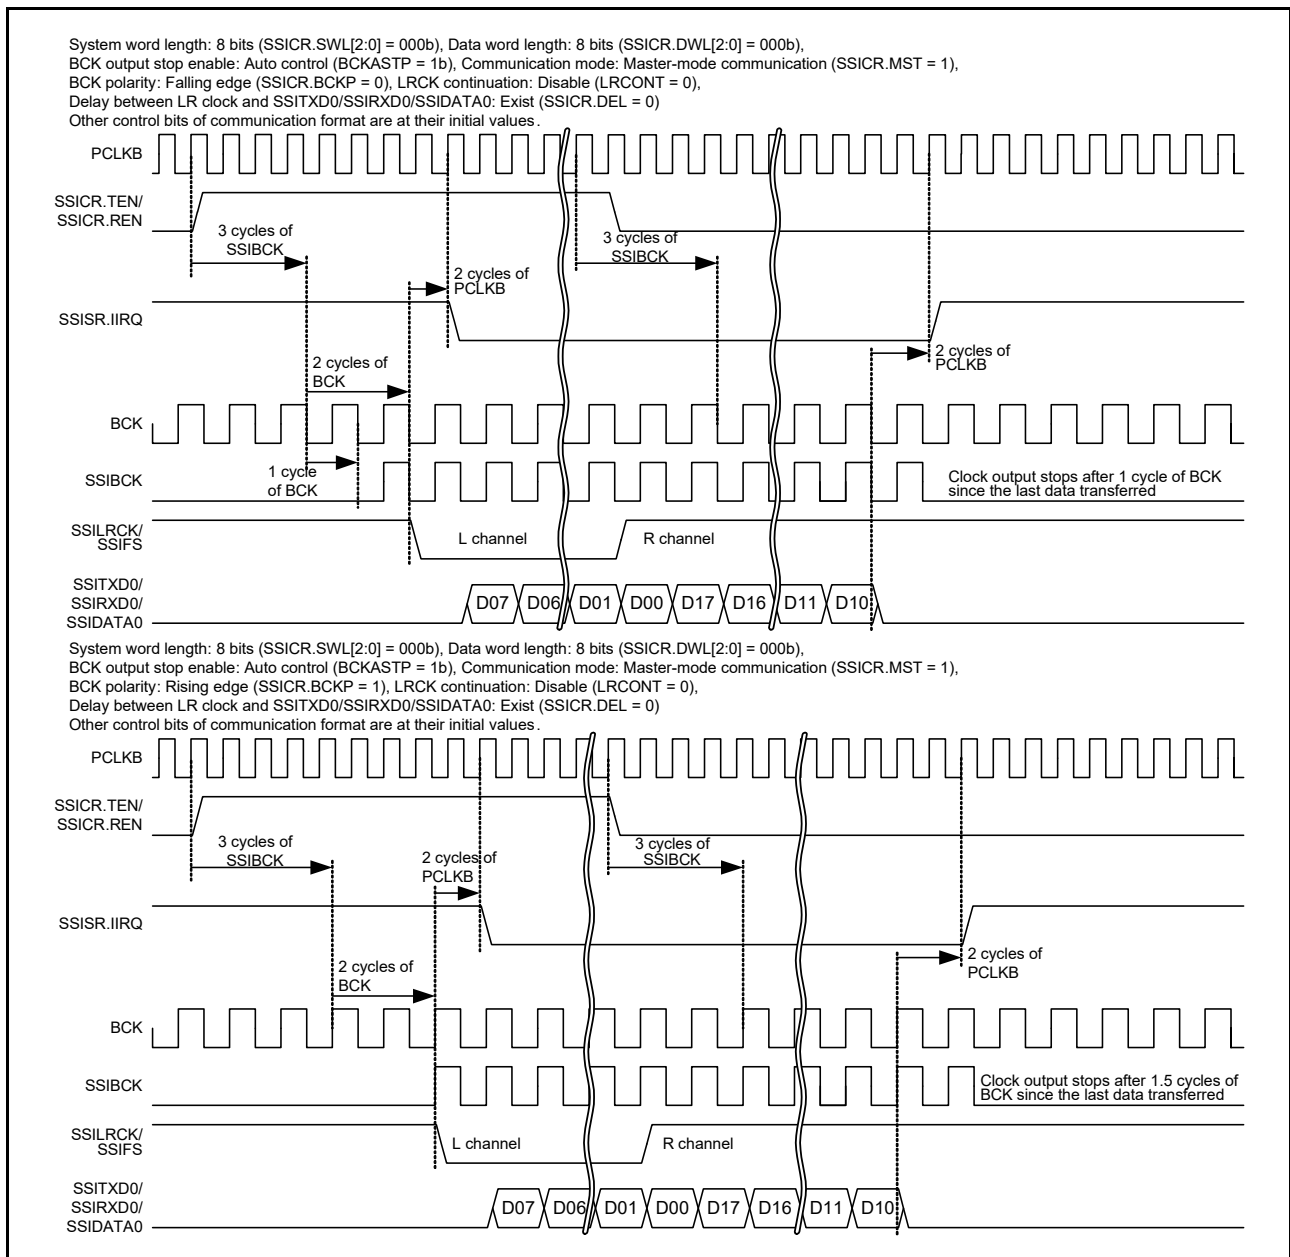 System word length: 8 bits (SSICR.SWL[2:0] = 000b), Data word length: 8 bits (SSICR.DWL[2:0] = 000b),
BCK output stop enable: Auto control (BCKASTP = 1b), Communication mode: Master-mode communication (SSICR.MST = 1),
BCK polarity: Falling edge (SSICR.BCKP = 0), LRCK continuation: Disable (LRCONT = 0),
Delay between LR clock and SSITXD0/SSIRXD0/SSIDATA0: Exist (SSICR.DEL = 0)
Other control bits of communication format are at their initial values.
PCLKB
SSICR.TEN/
SSICR.REN
3 cycles of
SSIBCK
3 cycles of
SSIBCK
2 cycles of
PCLKB
SSISR.IIRQ
2 cycles of
PCLKB
2 cycles of
BCK
BCK
1 cycle
of BCK
SSIBCK
Clock output stops after 1 cycle of BCK
since the last data transferred
SSILRCK/
SSIFS
L channel
R channel
SSITXD0/
SSIRXD0/
SSIDATA0
D07 D06 D01 D00 D17 D16 D11 D10
System word length: 8 bits (SSICR.SWL[2:0] = 000b), Data word length: 8 bits (SSICR.DWL[2:0] = 000b),
BCK output stop enable: Auto control (BCKASTP = 1b), Communication mode: Master-mode communication (SSICR.MST = 1),
BCK polarity: Rising edge (SSICR.BCKP = 1), LRCK continuation: Disable (LRCONT = 0),
Delay between LR clock and SSITXD0/SSIRXD0/SSIDATA0: Exist (SSICR.DEL = 0)
Other control bits of communication format are at their initial values.
PCLKB
SSICR.TEN/
SSICR.REN
3 cycles of
SSIBCK
2 cycles of
PCLKB
3 cycles of
SSIBCK
SSISR.IIRQ
2 cycles of
PCLKB
2 cycles of
BCK
BCK
SSIBCK
Clock output stops after 1.5 cycles of
BCK since the last data transferred
SSILRCK/
SSIFS
L channel
R channel
SSITXD0/
SSIRXD0/
SSIDATA0
D07 D06 D01 D00 D17 D16 D11 D10